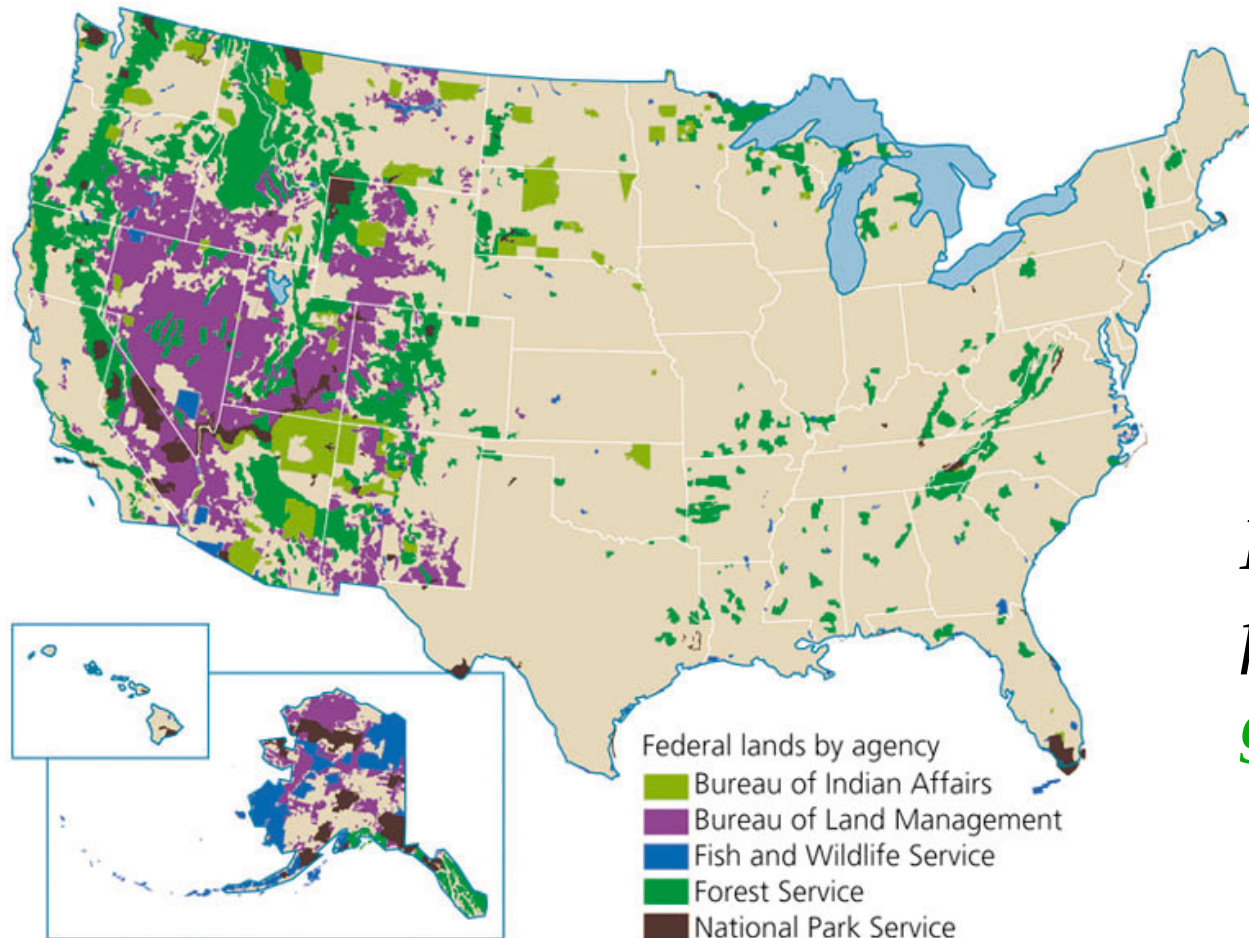 Federal lands by agency
Bureau of Indian Affairs
Bureau of Land Management
Fish and Wildlife Service
Forest Service
National Park Service